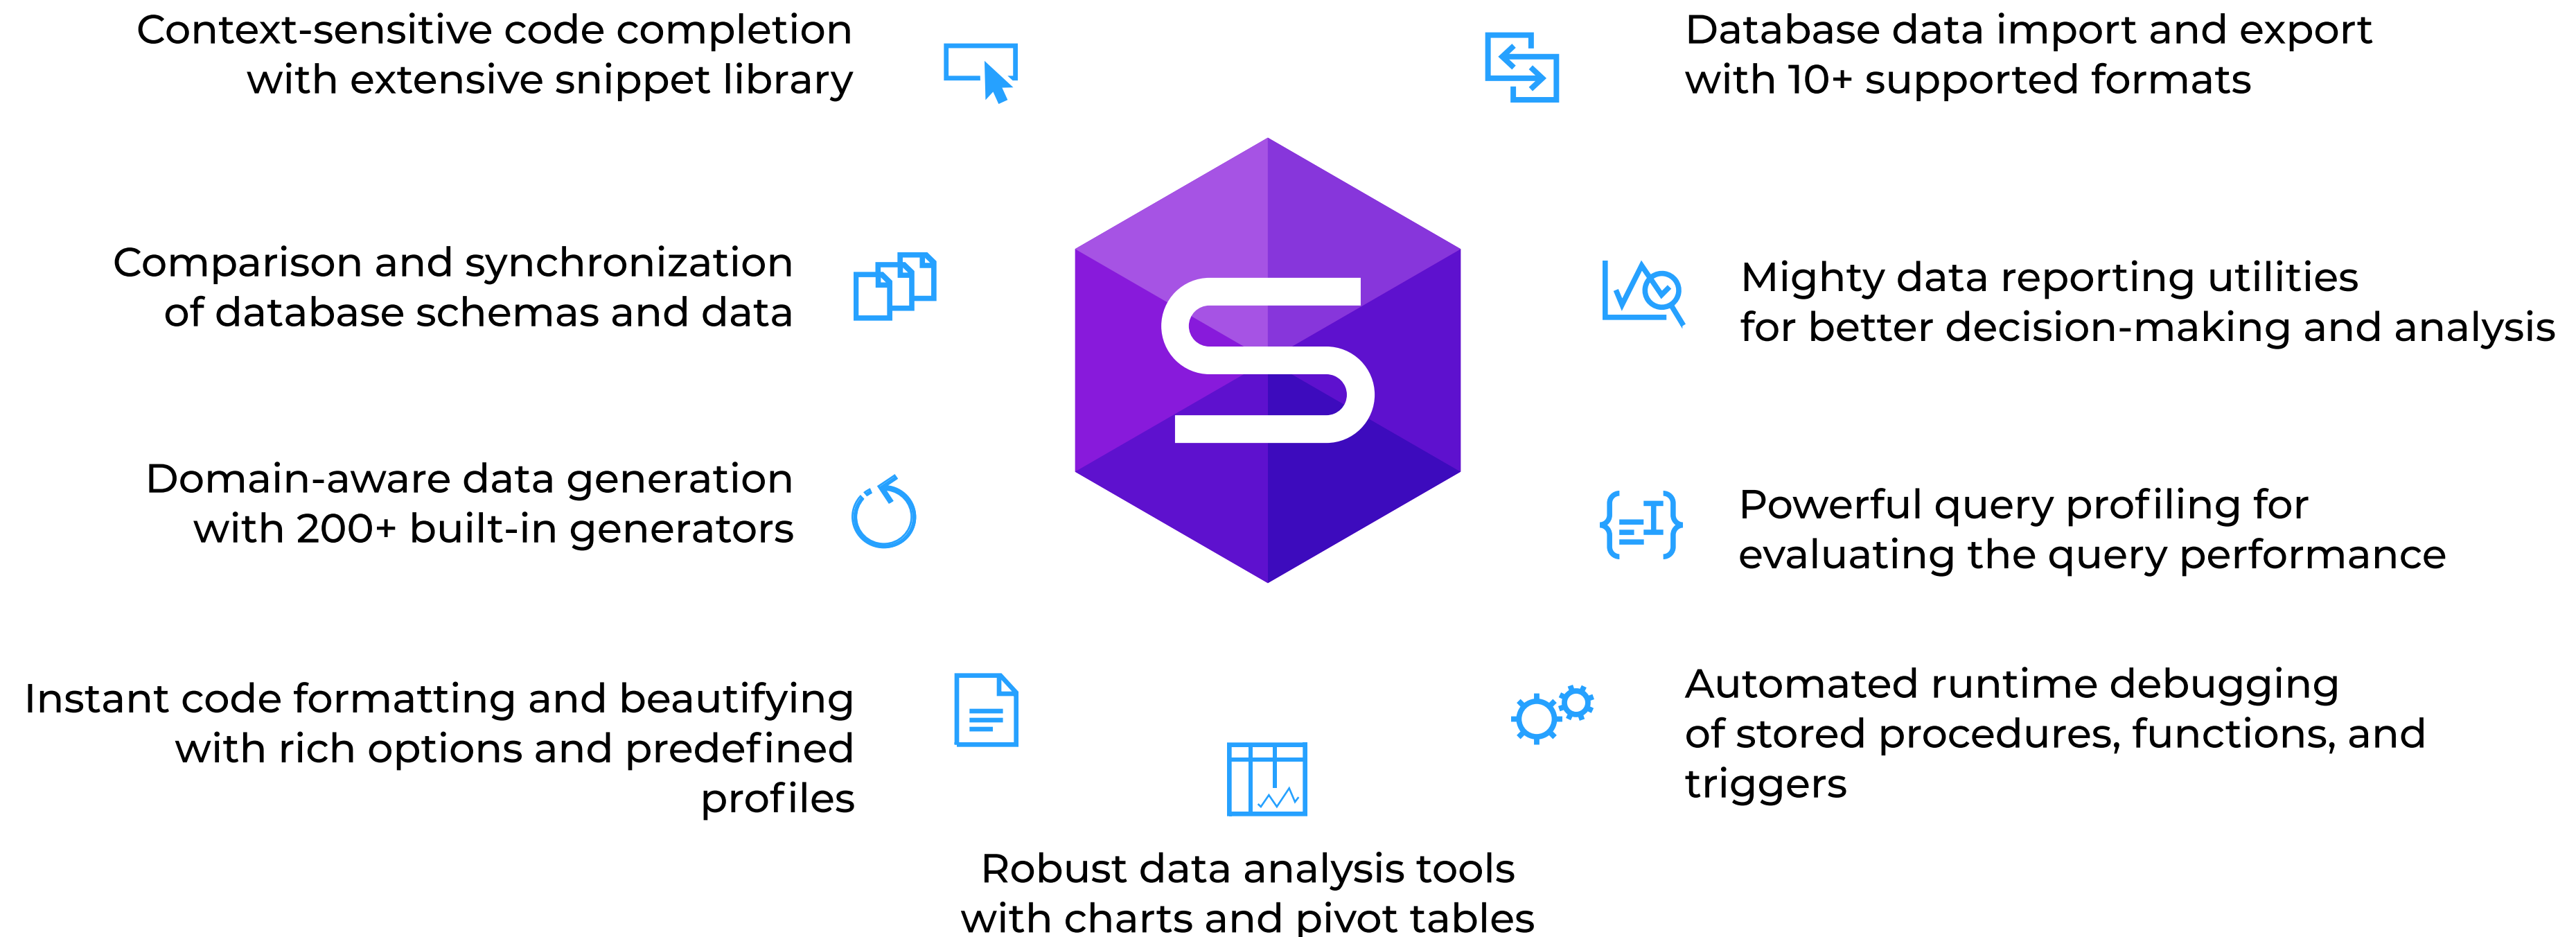 Context-sensitive code completion
with extensive snippet library
Database data import and export
with 10+ supported formats
Comparison and synchronization
of database schemas and data
Mighty data reporting utilities
for better decision-making and analysis
Domain-aware data generation
with 200+ built-in generators
Powerful query profiling for
evaluating the query performance
Instant code formatting and beautifying
with rich options and predefined
profiles
Automated runtime debugging
of stored procedures, functions, and
triggers
Robust data analysis tools
with charts and pivot tables
S